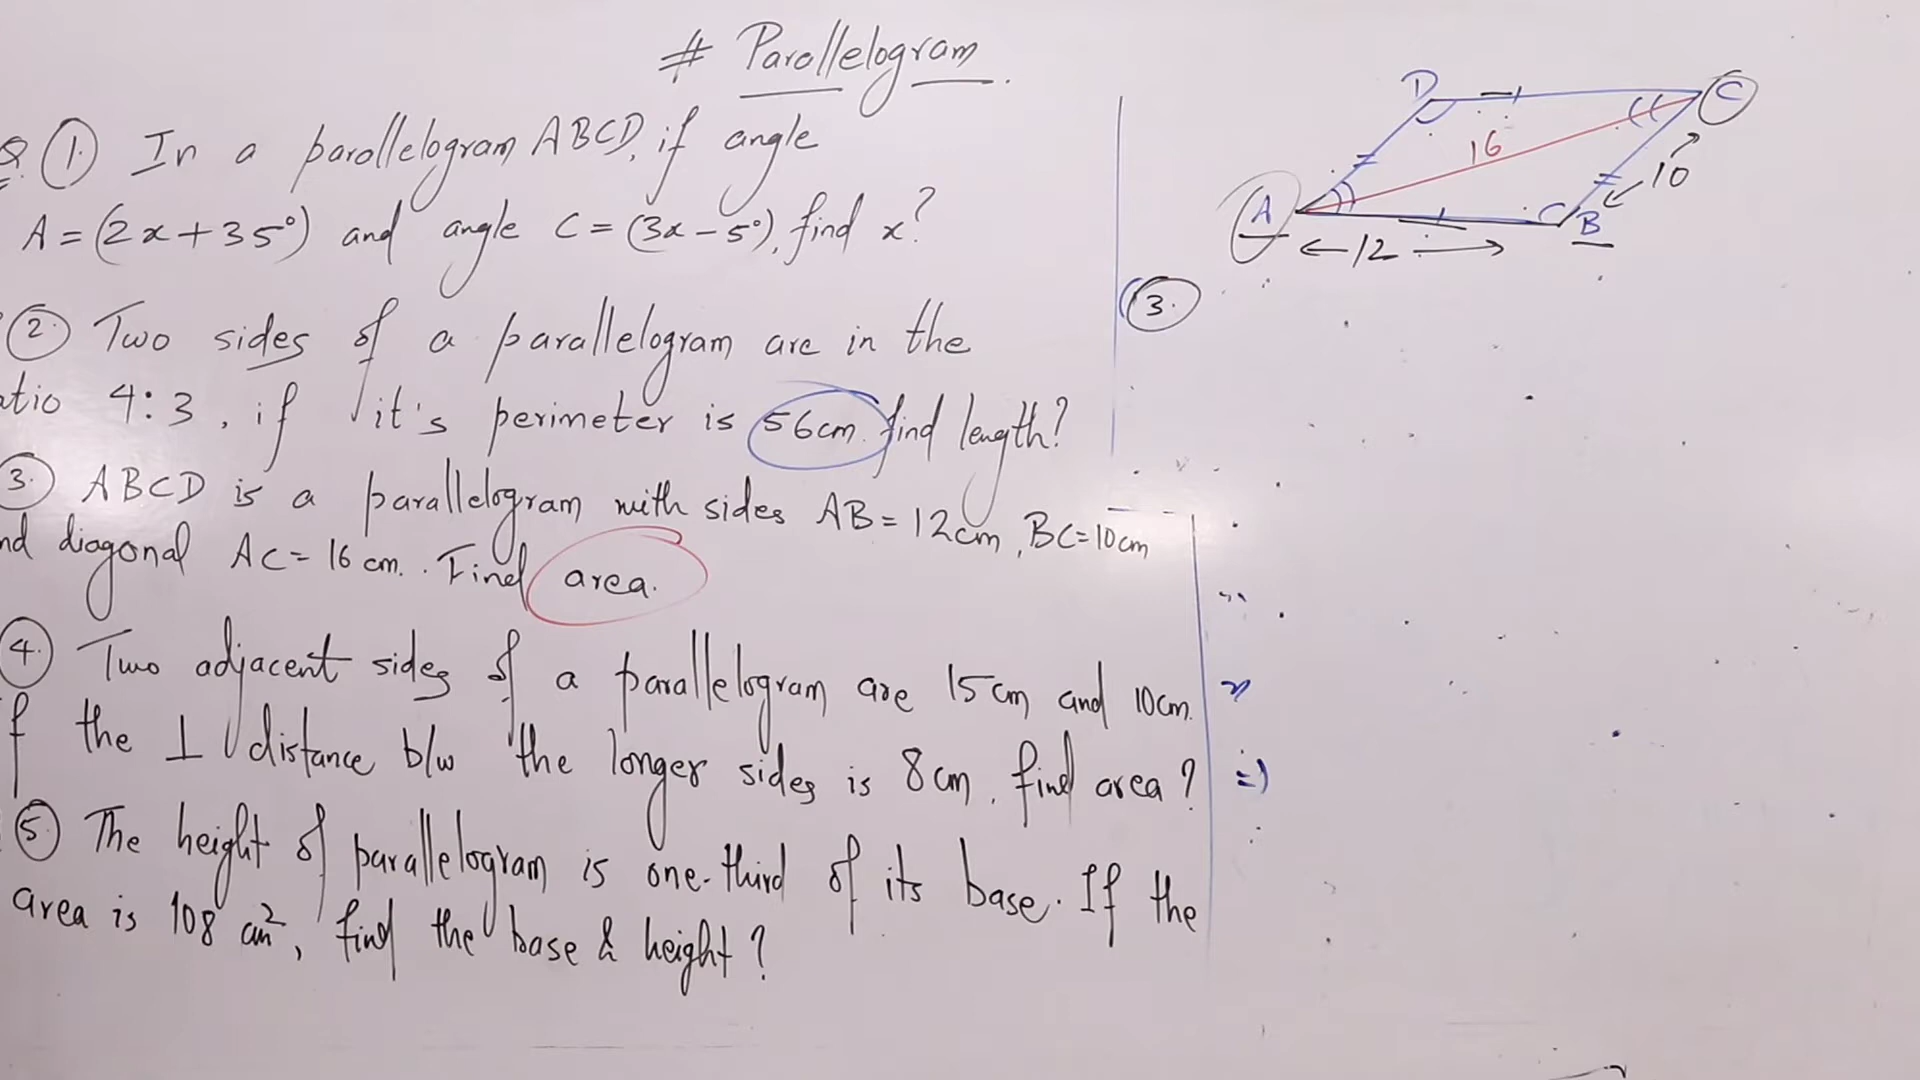 # Parallelogram.
Q. 1. In a parallelogram ABCD, if angle
A = (2x+35°) and angle C = (3x-5°), find x?
2. Two sides of a parallelogram are in the
atio 4:3, if it's perimeter is 56cm. find length?
3. ABCD is a parallelogram with sides AB = 12cm, BC=10cm
nd diagonal AC = 16 cm. Find area.
4. Two adjacent sides of a parallelogram are 15cm and 10cm.
f the ⊥ distance b/w the longer sides is 8cm, find area?
5. The height of parallelogram is one-third of its base. If the
area is 108 cm², find the base & height?
D C
16
10
A B
12
3.
=)